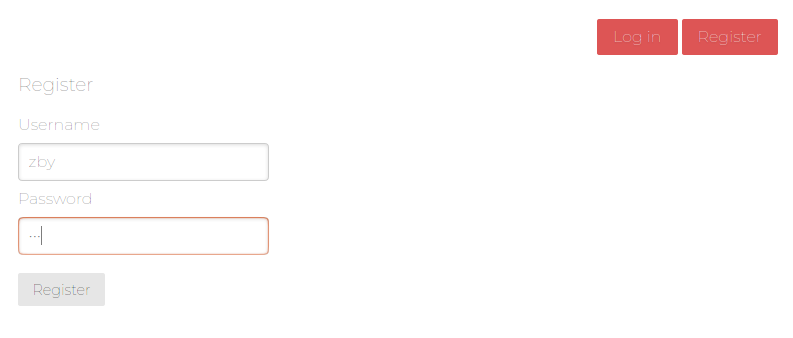 Log in Register
Register
Username
zby
Password
...
Register